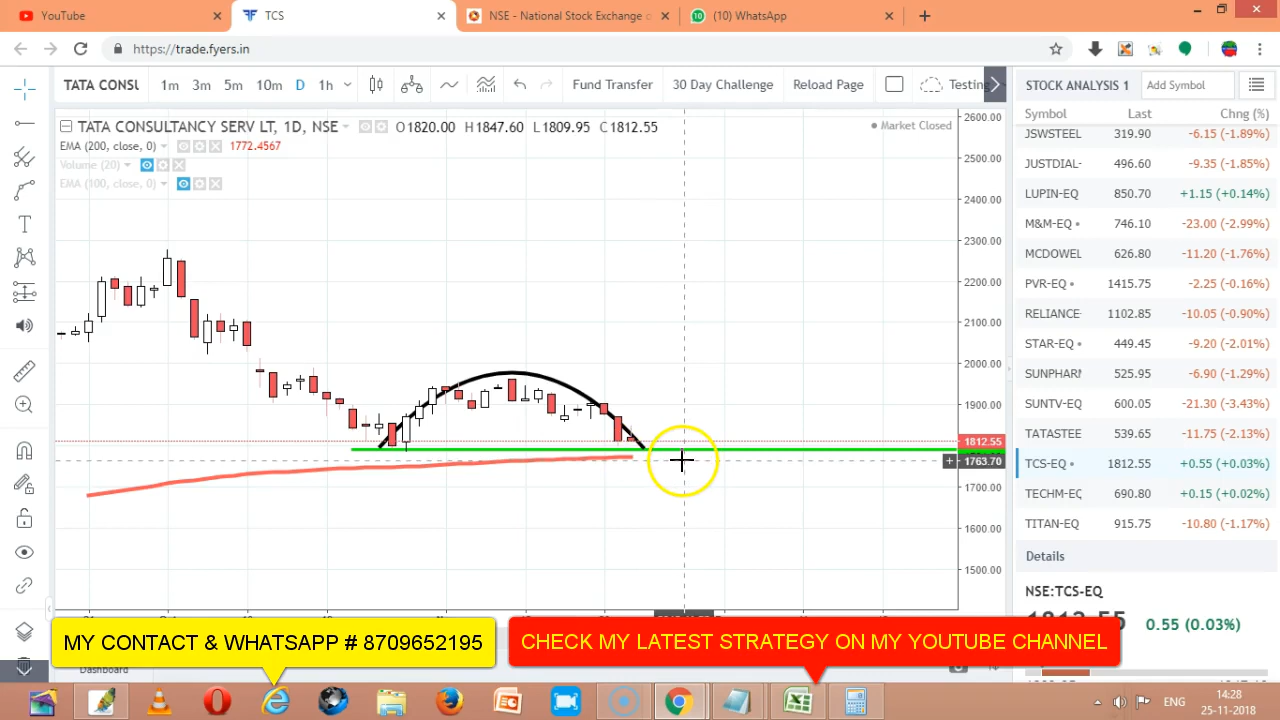 YouTube
TCS
NSE - National Stock Exchange o
(10) WhatsApp
https://trade.fyers.in
TATA CONSU 1m 3m 5m 10m D 1h Fund Transfer 30 Day Challenge Reload Page Testing
TATA CONSULTANCY SERV LT, 1D, NSE O1820.00 H1847.60 L1809.95 C1812.55
Market Closed
EMA (200, close, 0) 1772.4567
Volume (20)
EMA (100, close, 0)
2600.00
2500.00
2400.00
2300.00
2200.00
2100.00
2000.00
1900.00
1812.55
1763.70
1700.00
1600.00
1500.00
STOCK ANALYSIS 1 Add Symbol
Symbol Last Chng (%)
JSWSTEEL 319.90 -6.15 (-1.89%)
JUSTDIAL- 496.60 -9.35 (-1.85%)
LUPIN-EQ 850.70 +1.15 (+0.14%)
M&M-EQ 746.10 -23.00 (-2.99%)
MCDOWEL 626.80 -11.20 (-1.76%)
PVR-EQ 1415.75 -2.25 (-0.16%)
RELIANCE- 1102.85 -10.05 (-0.90%)
STAR-EQ 449.45 -9.20 (-2.01%)
SUNPHARM 525.95 -6.90 (-1.29%)
SUNTV-EQ 600.05 -21.30 (-3.43%)
TATASTEE 539.65 -11.75 (-2.13%)
TCS-EQ 1812.55 +0.55 (+0.03%)
TECHM-EQ 690.80 +0.15 (+0.02%)
TITAN-EQ 915.75 -10.80 (-1.17%)
Details
NSE:TCS-EQ
1812.55 0.55 (0.03%)
MY CONTACT & WHATSAPP # 8709652195
CHECK MY LATEST STRATEGY ON MY YOUTUBE CHANNEL
Dashboard
ENG
14:28
25-11-2018